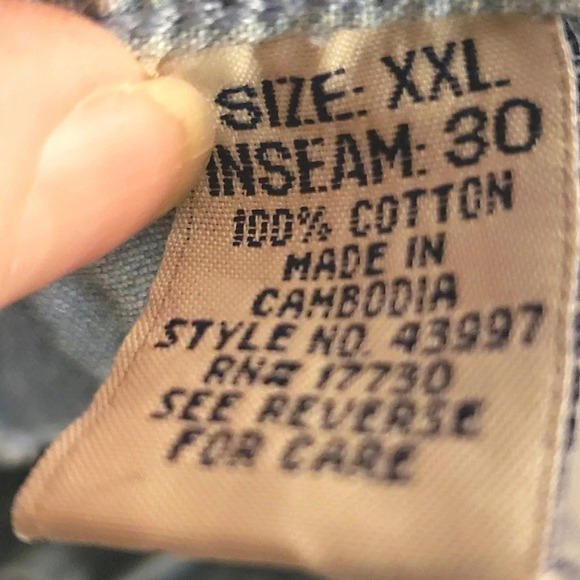 SIZE: XXL
INSEAM: 30
100% COTTON
MADE IN
CAMBODIA
STYLE NO. 43997
RN# 17730
SEE REVERSE
FOR CARE